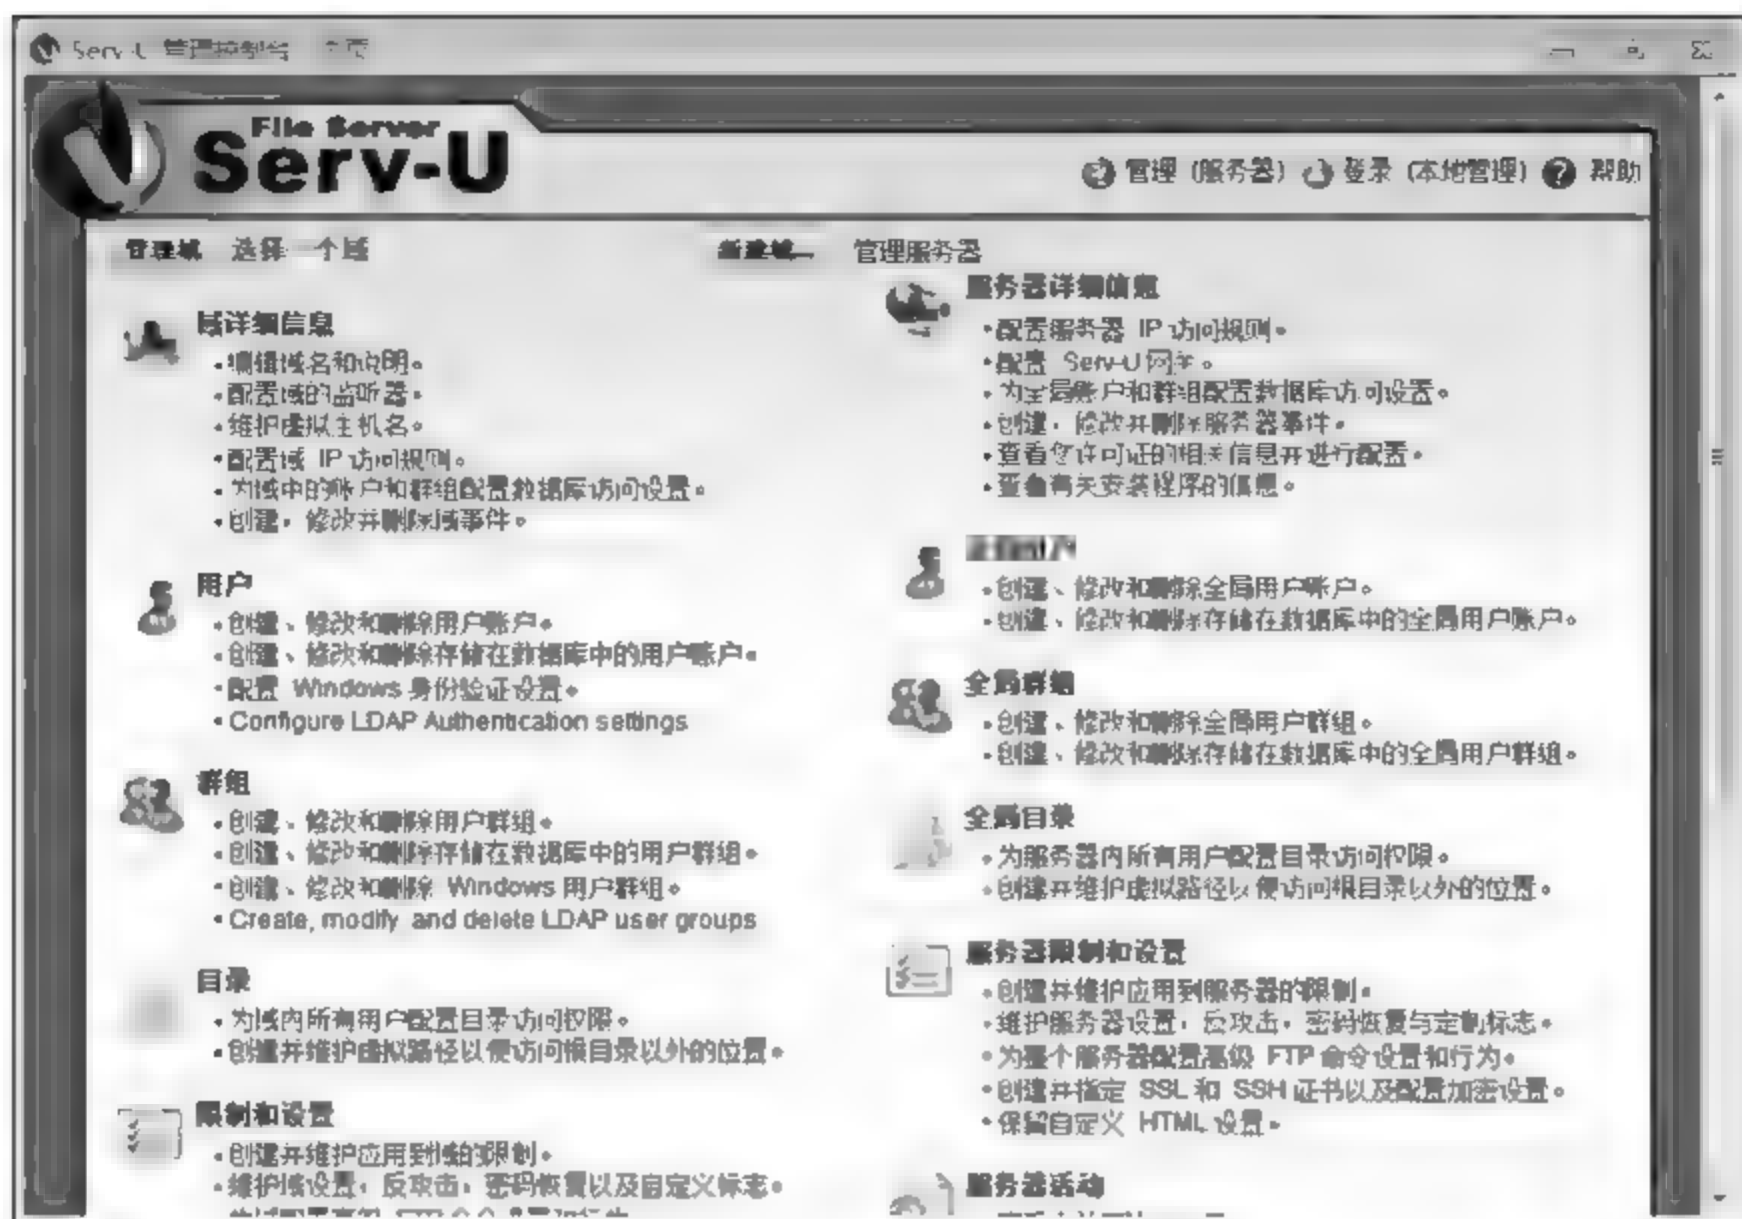 Serv-U 管理控制台 - 主页
File Server
Serv-U
管理 (服务器) 登录 (本地管理) 帮助
管理域 选择一个域 新建域...
域详细信息
• 编辑域名和说明。
• 配置域的监听器。
• 维护虚拟主机名。
• 配置域 IP 访问规则。
• 为域中的账户和群组配置数据库访问设置。
• 创建，修改并删除域事件。
用户
• 创建、修改和删除用户账户。
• 创建、修改和删除存储在数据库中的用户账户。
• 配置 Windows 身份验证设置。
• Configure LDAP Authentication settings
群组
• 创建、修改和删除用户群组。
• 创建、修改和删除存储在数据库中的用户群组。
• 创建、修改和删除 Windows 用户群组。
• Create, modify and delete LDAP user groups
目录
• 为域内所有用户配置目录访问权限。
• 创建并维护虚拟路径以便访问根目录以外的位置。
限制和设置
• 创建并维护应用到域的限制。
• 维护域设置，反攻击，密码恢复以及自定义标志。
管理服务器
服务器详细信息
• 配置服务器 IP 访问规则。
• 配置 Serv-U 网关。
• 为全局账户和群组配置数据库访问设置。
• 创建，修改并删除服务器事件。
• 查看您许可证的相关信息并进行配置。
• 查看有关安装程序的信息。
• 创建、修改和删除全局用户账户。
• 创建、修改和删除存储在数据库中的全局用户账户。
全局群组
• 创建、修改和删除全局用户群组。
• 创建、修改和删除存储在数据库中的全局用户群组。
全局目录
• 为服务器内所有用户配置目录访问权限。
• 创建并维护虚拟路径以便访问根目录以外的位置。
服务器限制和设置
• 创建并维护应用到服务器的限制。
• 维护服务器设置，反攻击，密码恢复与定制标志。
• 为整个服务器配置高级 FTP 命令设置和行为。
• 创建并指定 SSL 和 SSH 证书以及配置加密设置。
• 保留自定义 HTML 设置。
服务器活动